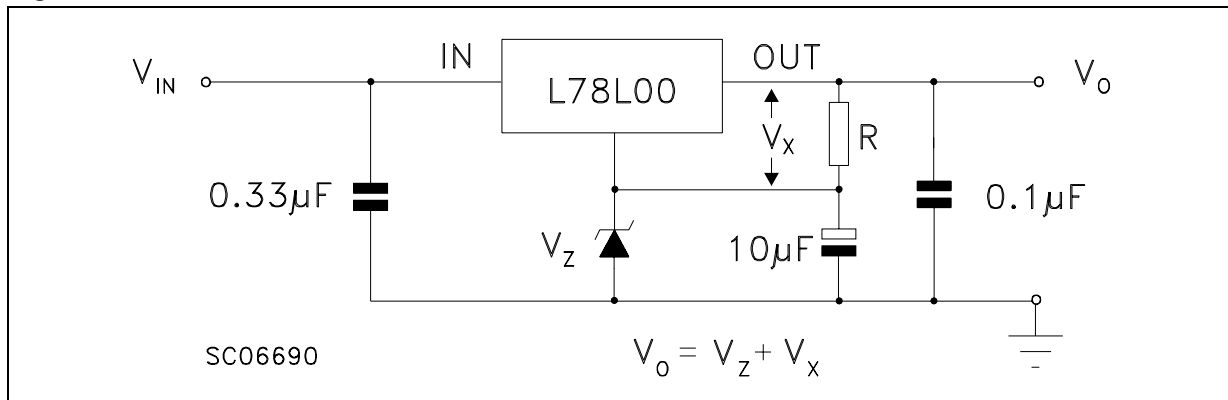 IN
OUT
V_IN
L78L00
V_O
V_X
R
0.33µF
0.1µF
V_Z
10µF
SC06690
V_O = V_Z + V_X